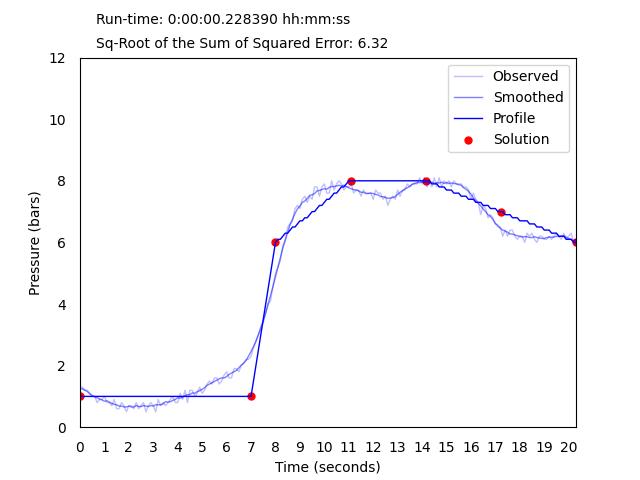 Run-time: 0:00:00.228390 hh:mm:ss
Sq-Root of the Sum of Squared Error: 6.32
12
10
8
6
4
2
0
Pressure (bars)
Observed
Smoothed
Profile
Solution
0 1 2 3 4 5 6 7 8 9 10 11 12 13 14 15 16 17 18 19 20
Time (seconds)